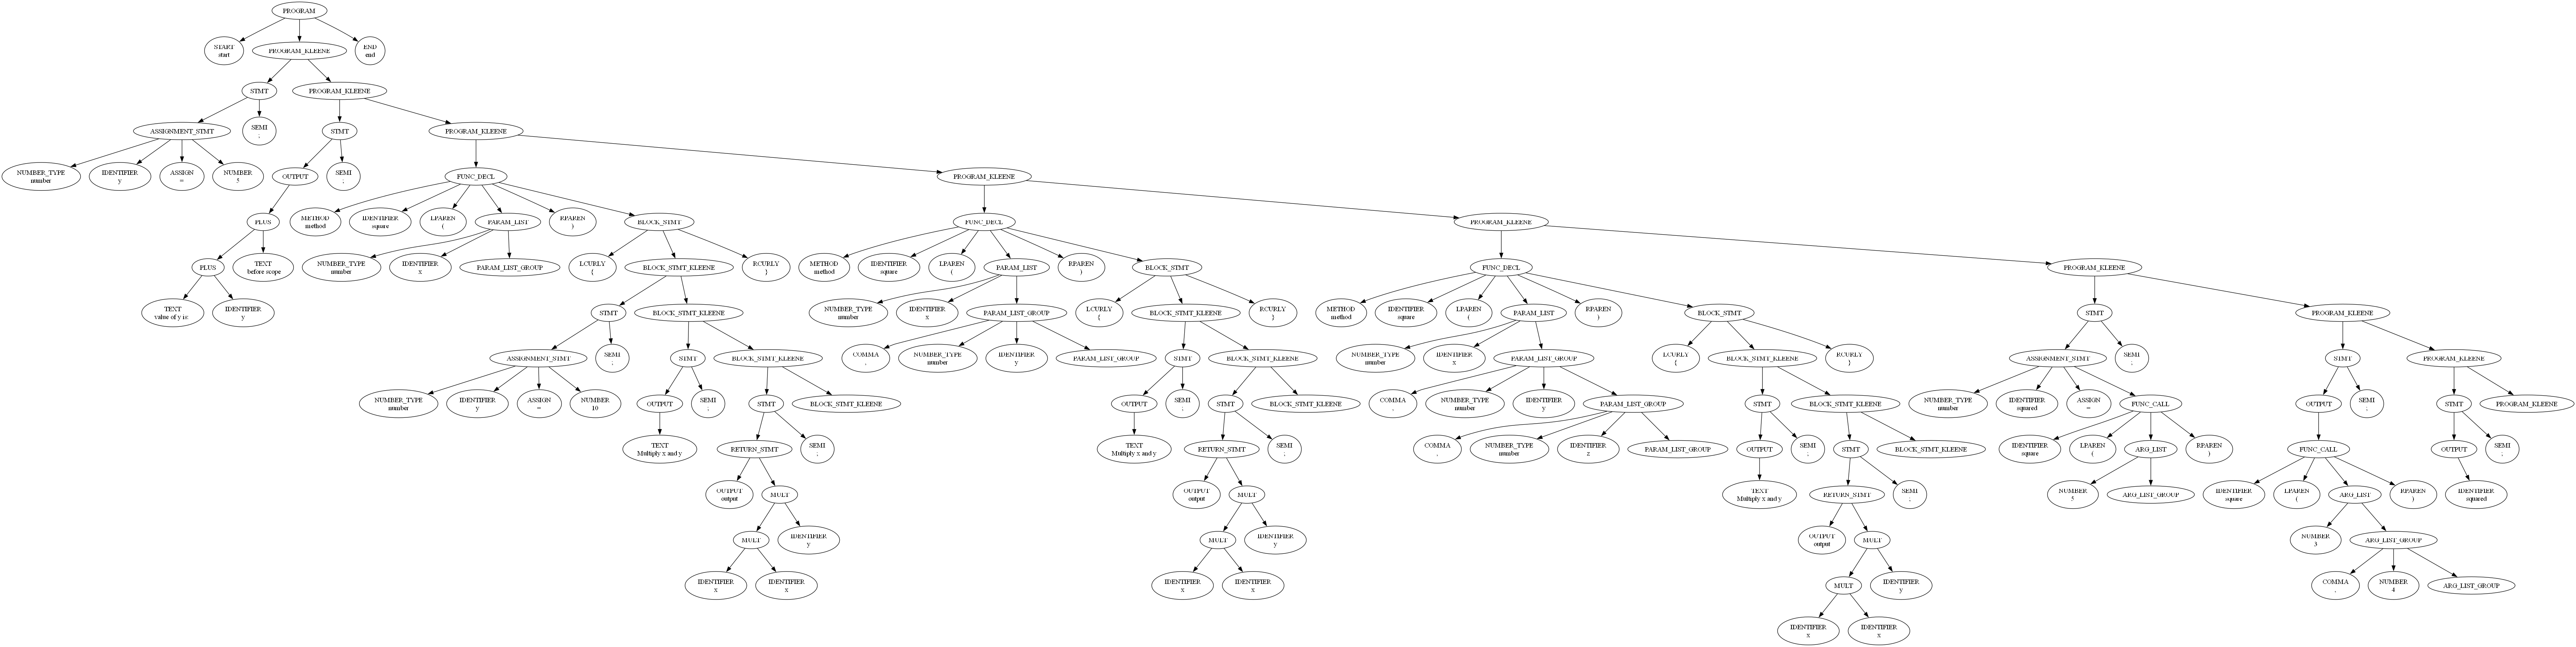 PROGRAM
START
start
PROGRAM_KLEENE
END
end
STMT
PROGRAM_KLEENE
ASSIGNMENT_STMT
SEMI
;
STMT
PROGRAM_KLEENE
NUMBER_TYPE
number
IDENTIFIER
y
ASSIGN
=
NUMBER
5
OUTPUT
SEMI
;
FUNC_DECL
PROGRAM_KLEENE
PLUS
METHOD
method
IDENTIFIER
square
LPAREN
(
PARAM_LIST
RPAREN
)
BLOCK_STMT
FUNC_DECL
PROGRAM_KLEENE
PLUS
TEXT
before scope
NUMBER_TYPE
number
IDENTIFIER
x
PARAM_LIST_GROUP
LCURLY
{
BLOCK_STMT_KLEENE
RCURLY
}
METHOD
method
IDENTIFIER
square
LPAREN
(
PARAM_LIST
RPAREN
)
BLOCK_STMT
FUNC_DECL
PROGRAM_KLEENE
TEXT
value of y is:
IDENTIFIER
y
STMT
BLOCK_STMT_KLEENE
NUMBER_TYPE
number
IDENTIFIER
x
PARAM_LIST_GROUP
LCURLY
{
BLOCK_STMT_KLEENE
RCURLY
}
METHOD
method
IDENTIFIER
square
LPAREN
(
PARAM_LIST
RPAREN
)
BLOCK_STMT
STMT
PROGRAM_KLEENE
ASSIGNMENT_STMT
SEMI
;
STMT
BLOCK_STMT_KLEENE
COMMA
,
NUMBER_TYPE
number
IDENTIFIER
y
PARAM_LIST_GROUP
STMT
BLOCK_STMT_KLEENE
NUMBER_TYPE
number
IDENTIFIER
x
PARAM_LIST_GROUP
LCURLY
{
BLOCK_STMT_KLEENE
RCURLY
}
ASSIGNMENT_STMT
SEMI
;
STMT
PROGRAM_KLEENE
NUMBER_TYPE
number
IDENTIFIER
y
ASSIGN
=
NUMBER
10
OUTPUT
SEMI
;
STMT
BLOCK_STMT_KLEENE
OUTPUT
SEMI
;
STMT
BLOCK_STMT_KLEENE
COMMA
,
NUMBER_TYPE
number
IDENTIFIER
y
PARAM_LIST_GROUP
STMT
BLOCK_STMT_KLEENE
NUMBER_TYPE
number
IDENTIFIER
squared
ASSIGN
=
FUNC_CALL
OUTPUT
SEMI
;
STMT
PROGRAM_KLEENE
TEXT
Multiply x and y
RETURN_STMT
SEMI
;
TEXT
Multiply x and y
RETURN_STMT
SEMI
;
COMMA
,
NUMBER_TYPE
number
IDENTIFIER
z
PARAM_LIST_GROUP
OUTPUT
SEMI
;
STMT
BLOCK_STMT_KLEENE
IDENTIFIER
square
LPAREN
(
ARG_LIST
RPAREN
)
FUNC_CALL
OUTPUT
SEMI
;
OUTPUT
output
MULT
OUTPUT
output
MULT
TEXT
Multiply x and y
RETURN_STMT
SEMI
;
NUMBER
5
ARG_LIST_GROUP
IDENTIFIER
square
LPAREN
(
ARG_LIST
RPAREN
)
IDENTIFIER
squared
MULT
IDENTIFIER
y
MULT
IDENTIFIER
y
OUTPUT
output
MULT
NUMBER
3
ARG_LIST_GROUP
IDENTIFIER
x
IDENTIFIER
x
IDENTIFIER
x
IDENTIFIER
x
MULT
IDENTIFIER
y
COMMA
,
NUMBER
4
ARG_LIST_GROUP
IDENTIFIER
x
IDENTIFIER
x